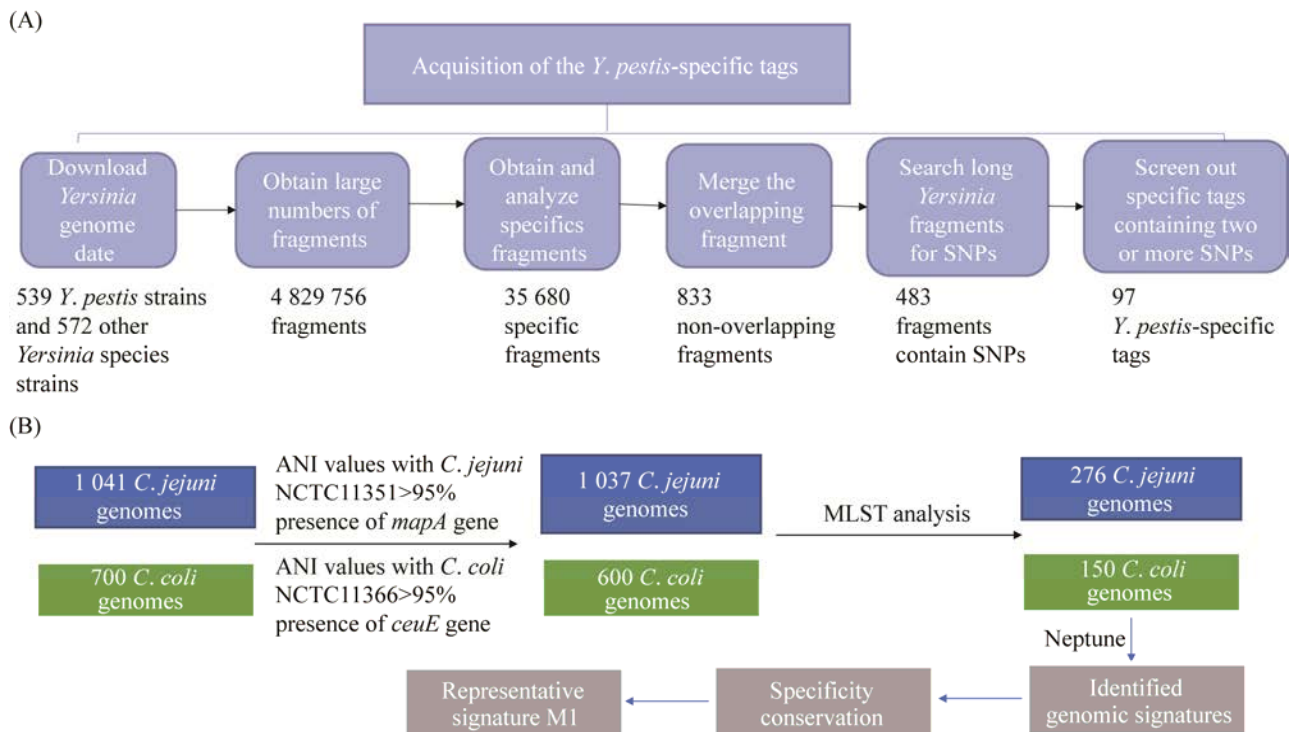 (A)
Acquisition of the Y. pestis-specific tags
Download
Yersinia
genome
date
Obtain large
numbers of
fragments
Obtain and
analyze
specifics
fragments
Merge the
overlapping
fragment
Search long
Yersinia
fragments
for SNPs
Screen out
specific tags
containing two
or more SNPs
539 Y. pestis strains
and 572 other
Yersinia species
strains
4 829 756
fragments
35 680
specific
fragments
833
non-overlapping
fragments
483
fragments
contain SNPs
97
Y. pestis-specific
tags
(B)
1 041 C. jejuni
genomes
700 C. coli
genomes
ANI values with C. jejuni
NCTC11351>95%
presence of mapA gene
ANI values with C. coli
NCTC11366>95%
presence of ceuE gene
1 037 C. jejuni
genomes
600 C. coli
genomes
MLST analysis
276 C. jejuni
genomes
150 C. coli
genomes
Neptune
Identified
genomic signatures
Specificity
conservation
Representative
signature M1